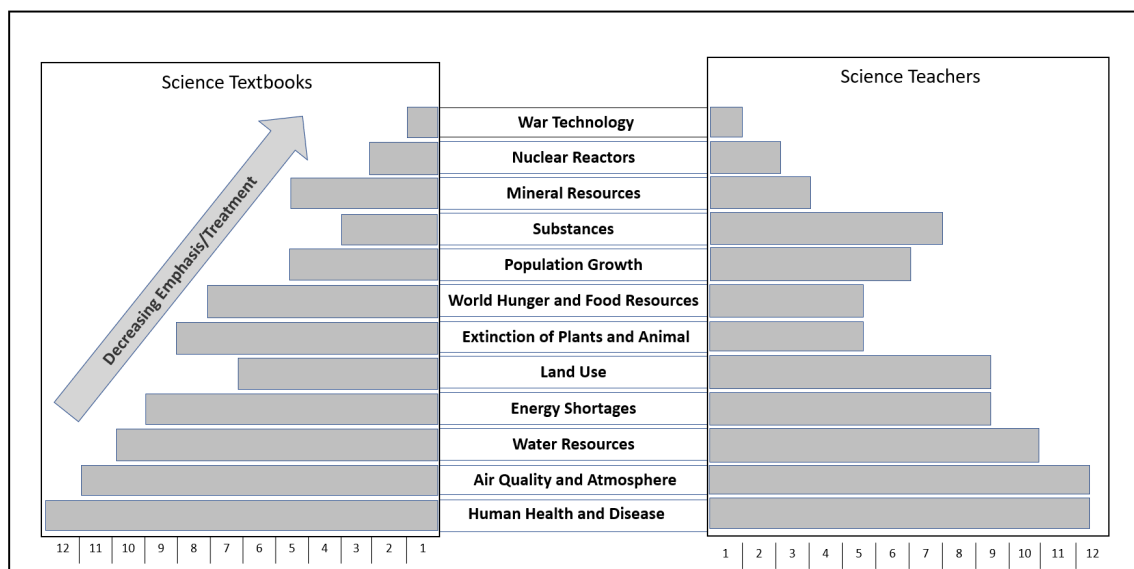 Science Textbooks
Science Teachers
War Technology
Nuclear Reactors
Mineral Resources
Substances
Population Growth
World Hunger and Food Resources
Extinction of Plants and Animal
Land Use
Energy Shortages
Water Resources
Air Quality and Atmosphere
Human Health and Disease
Decreasing Emphasis/Treatment
12 11 10 9 8 7 6 5 4 3 2 1
1 2 3 4 5 6 7 8 9 10 11 12